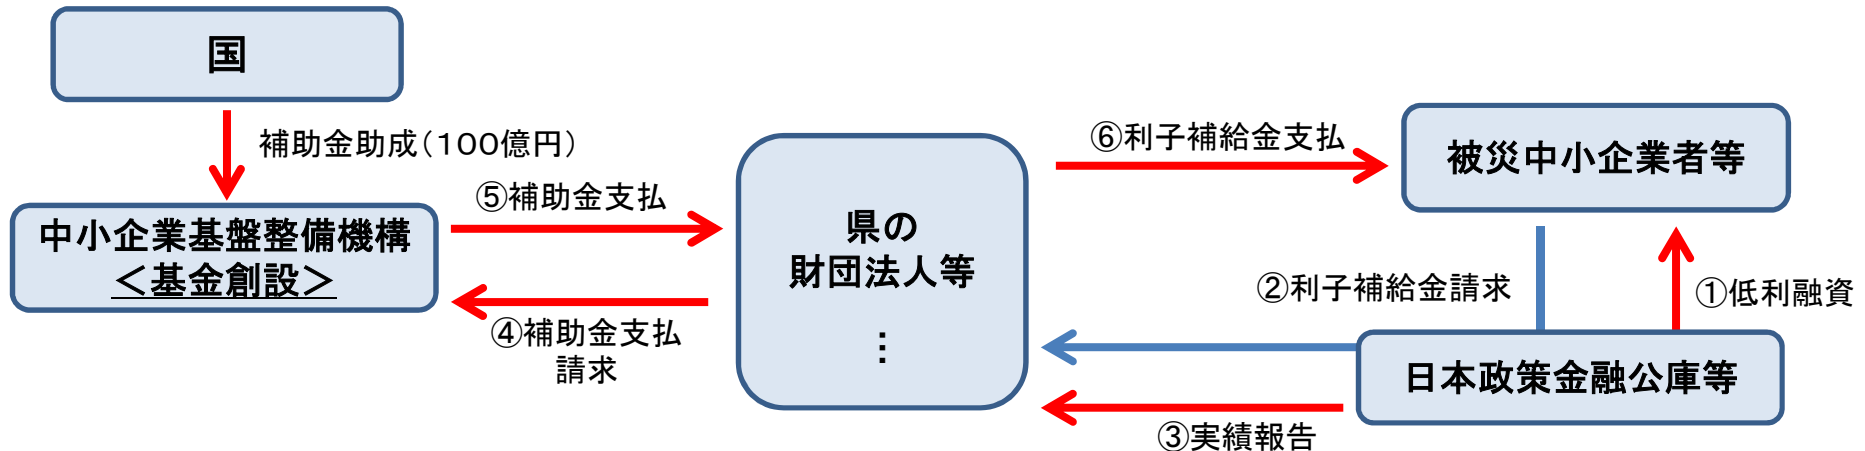 国
補助金助成（１００億円）
中小企業基盤整備機構
＜基金創設＞
⑤補助金支払
④補助金支払
請求
県の
財団法人等
…
⑥利子補給金支払
被災中小企業者等
②利子補給金請求
①低利融資
日本政策金融公庫等
③実績報告